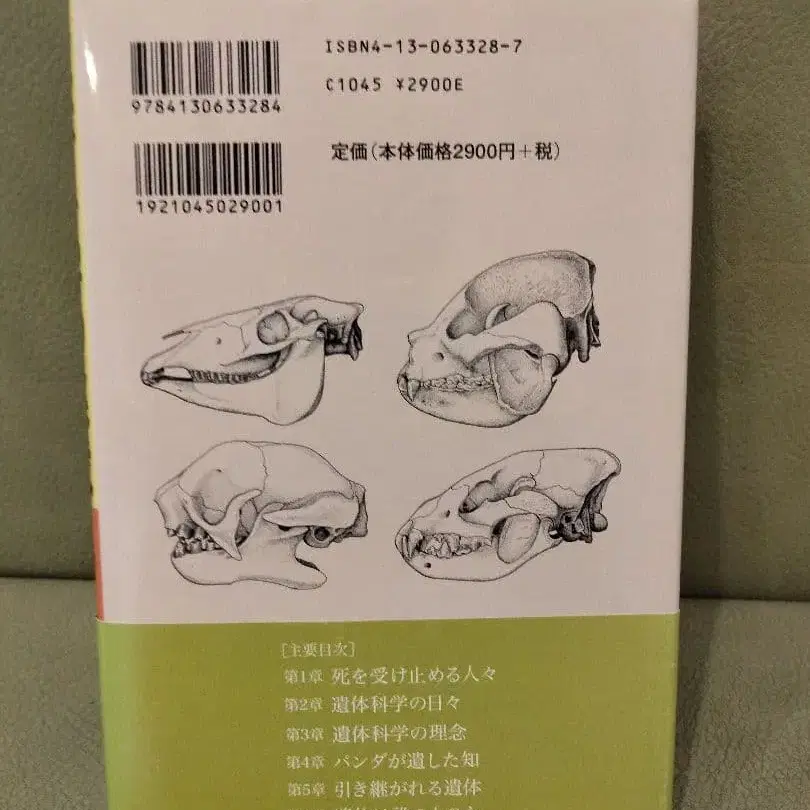 ISBN4-13-063328-7
C1045 ¥2900E
9784130633284
定価(本体価格2900円+税)
1921045029001
[主要目次]
第1章 死を受け止める人々
第2章 遺体科学の日々
第3章 遺体科学の理念
第4章 パンダが遺した知
第5章 引き継がれる遺体